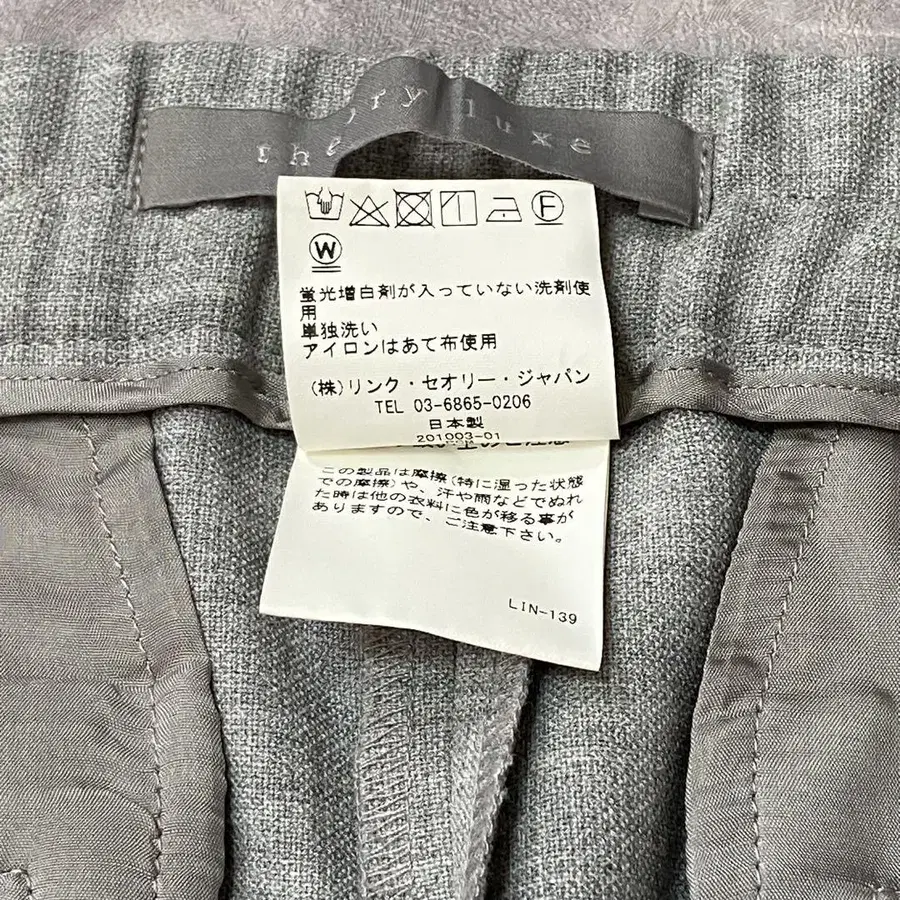 theory luxe
F
W
蛍光増白剤が入っていない洗剤使
用
単独洗い
アイロンはあて布使用
(株)リンク・セオリー・ジャパン
TEL 03-6865-0206
日本製
201003-01
この製品は摩擦(特に湿った状態
での摩擦)や、汗や雨などでぬれ
た時は他の衣料に色が移る事が
ありますので、ご注意下さい。
LIN-139